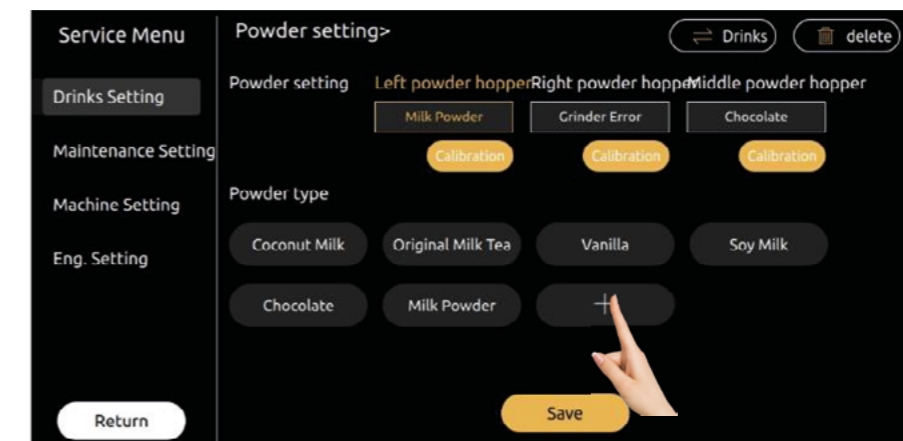 Service Menu
Powder setting>
Drinks
delete
Drinks Setting
Maintenance Setting
Machine Setting
Eng. Setting
Return
Powder setting
Left powder hopper
Right powder hopper
Middle powder hopper
Milk Powder
Grinder Error
Chocolate
Calibration
Calibration
Calibration
Powder type
Coconut Milk
Original Milk Tea
Vanilla
Soy Milk
Chocolate
Milk Powder
+
Save